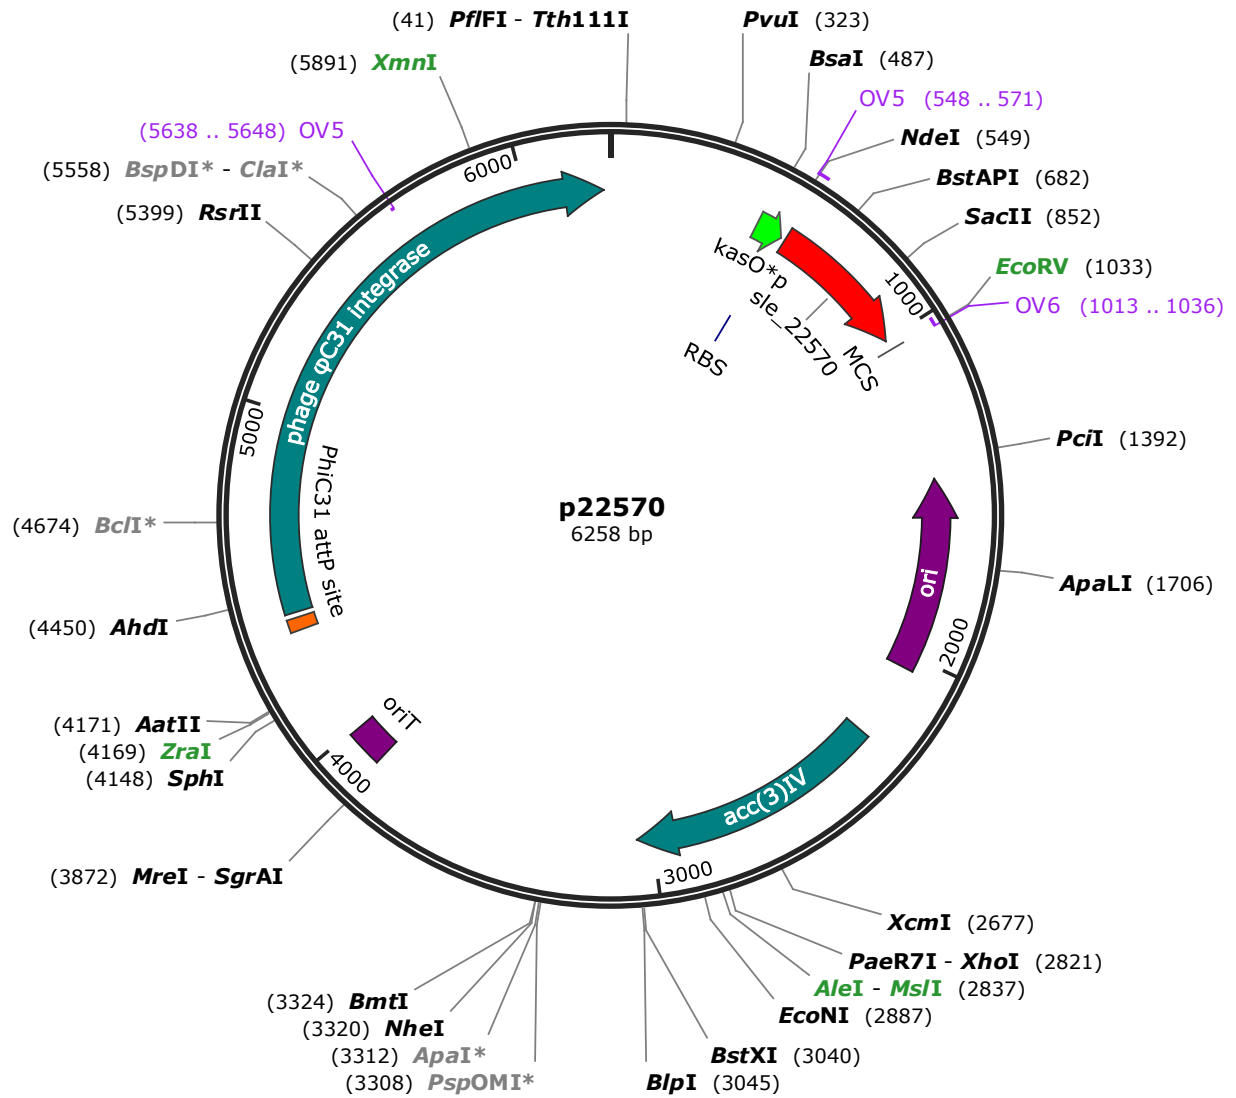 (41) PflFI - Tth111I
PvuI (323)
BsaI (487)
OV5 (548 .. 571)
NdeI (549)
BstAPI (682)
SacII (852)
EcoRV (1033)
OV6 (1013 .. 1036)
PciI (1392)
ApaLI (1706)
XcmI (2677)
PaeR7I - XhoI (2821)
AleI - MslI (2837)
EcoNI (2887)
BstXI (3040)
BlpI (3045)
(3308) PspOMI*
(3312) ApaI*
(3320) NheI
(3324) BmtI
(3872) MreI - SgrAI
(4148) SphI
(4169) ZraI
(4171) AatII
(4450) AhdI
(4674) BclI*
(5399) RsrII
(5558) BspDI* - ClaI*
(5638 .. 5648) OV5
(5891) XmnI
1000
2000
3000
4000
5000
6000
kasO*p
sle_22570
RBS
MCS
ori
acc(3)IV
oriT
PhiC31 attP site
phage φC31 integrase
p22570
6258 bp